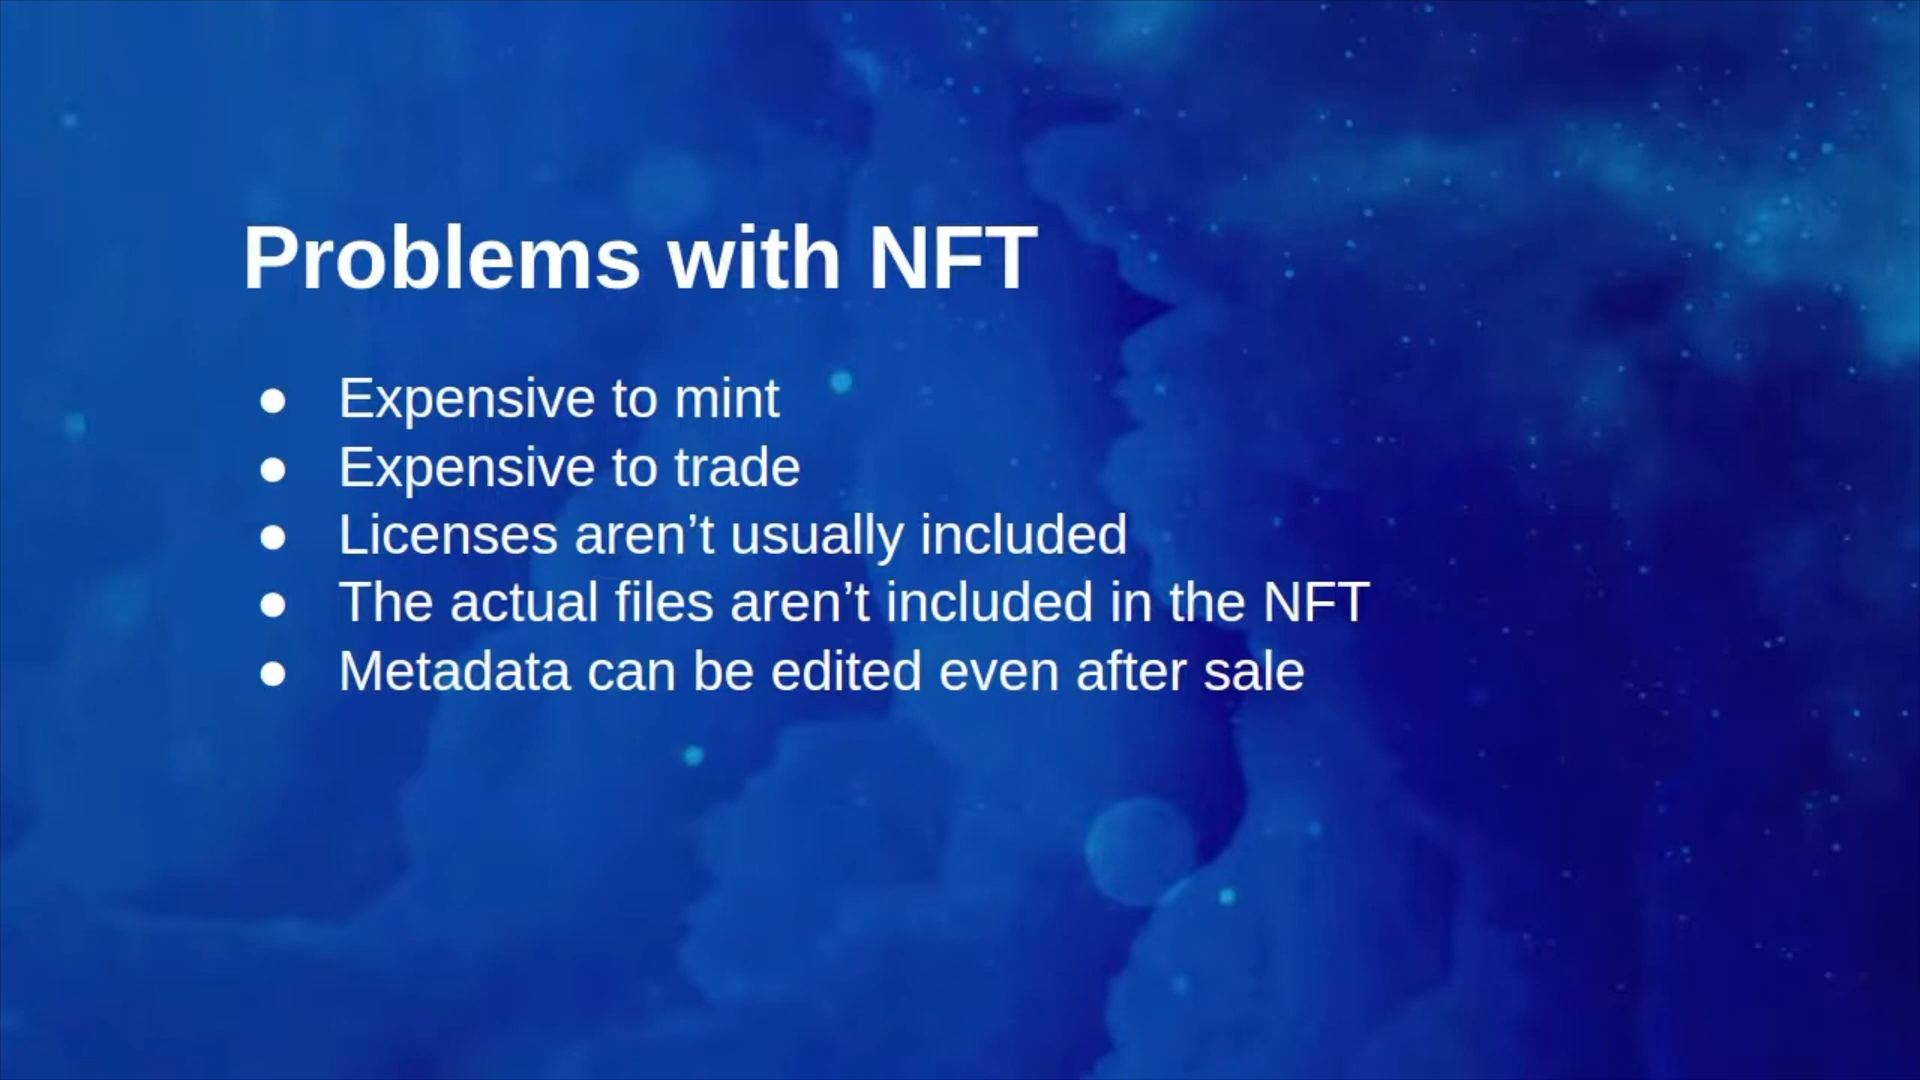 Problems with NFT
● Expensive to mint
● Expensive to trade
● Licenses aren’t usually included
● The actual files aren’t included in the NFT
● Metadata can be edited even after sale